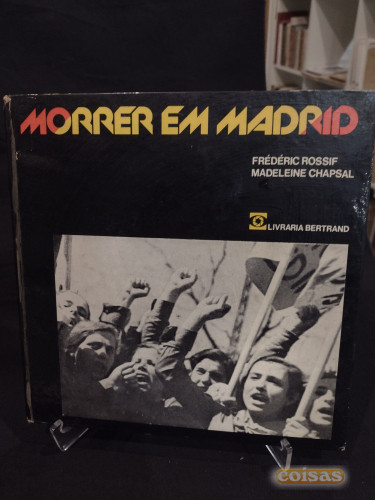 MORRER EM MADRID
FRÉDÉRIC ROSSIF
MADELEINE CHAPSAL
LIVRARIA BERTRAND
coisas